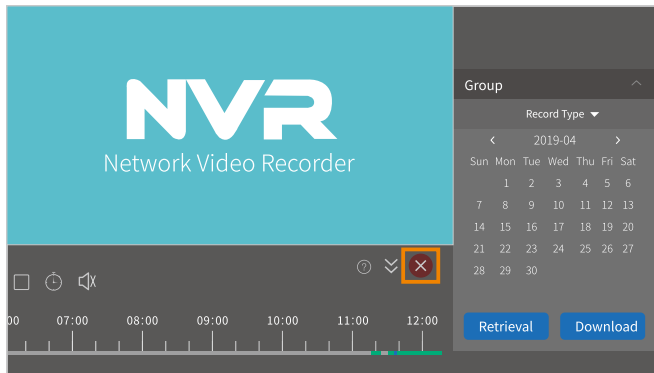 NVR
Network Video Recorder
Group
Record Type
2019-04
Sun Mon Tue Wed Thu Fri Sat
1 2 3 4 5 6
7 8 9 10 11 12 13
14 15 16 17 18 19 20
21 22 23 24 25 26 27
28 29 30
?
00 07:00 08:00 09:00 10:00 11:00 12:00
Retrieval Download